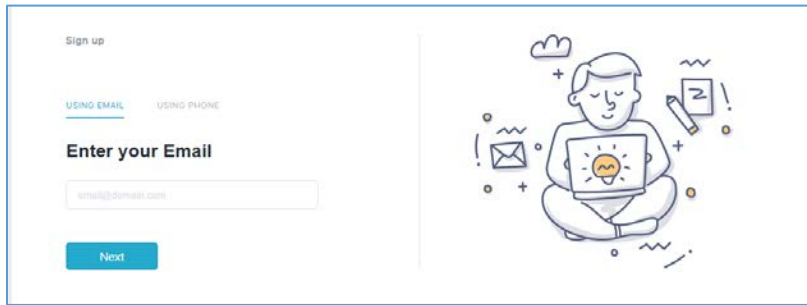 Sign up
USING EMAIL USING PHONE
Enter your Email
email@domain.com
Next